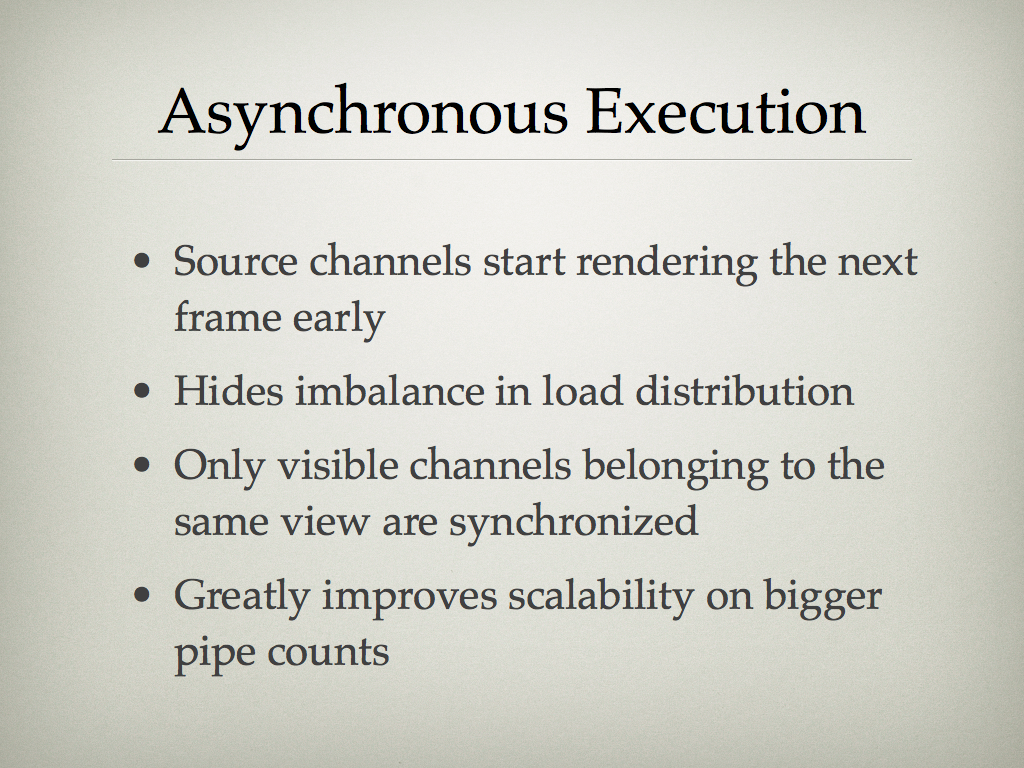 Asynchronous Execution
• Source channels start rendering the next
frame early
• Hides imbalance in load distribution
• Only visible channels belonging to the
same view are synchronized
• Greatly improves scalability on bigger
pipe counts